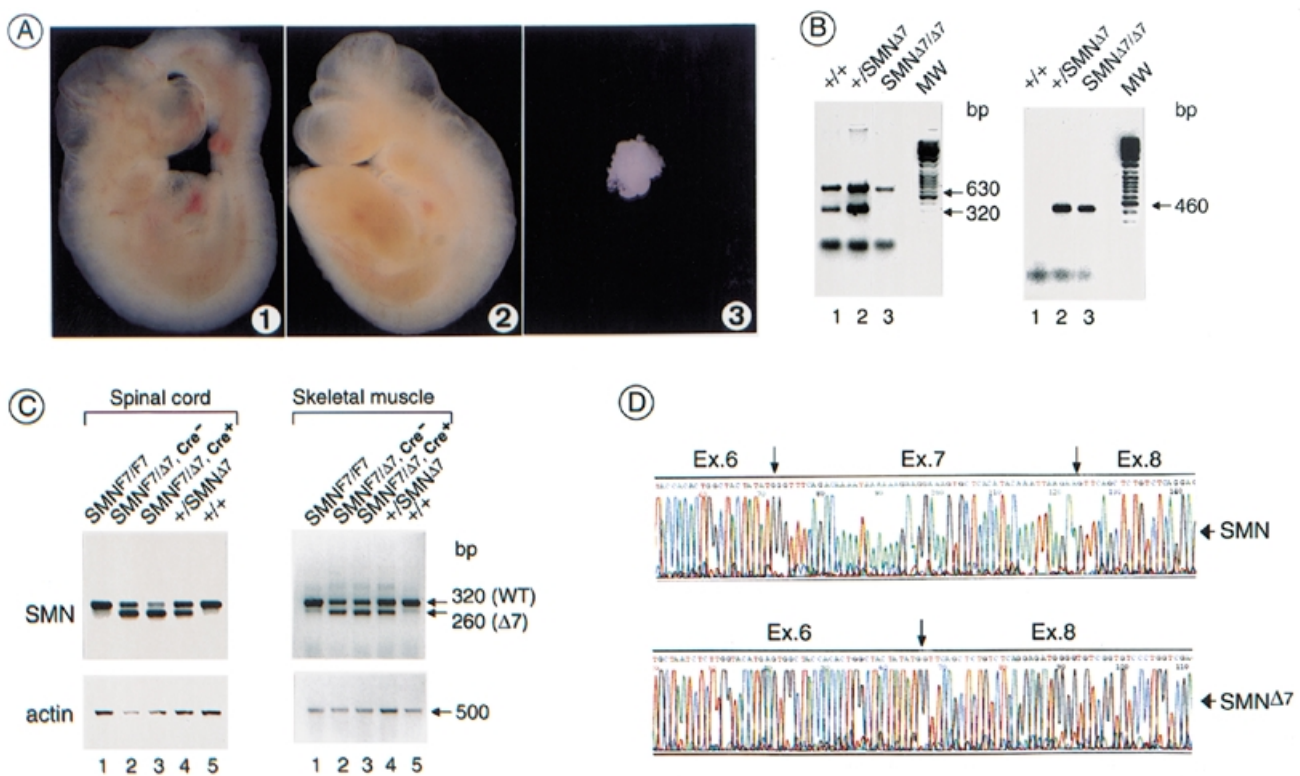 A
1
2
3
B
+/+
+/SMNΔ7
SMNΔ7/Δ7
MW
bp
630
320
1 2 3
+/+
+/SMNΔ7
SMNΔ7/Δ7
MW
bp
460
1 2 3
C
Spinal cord
SMNF7/F7
SMNF7/Δ7, Cre-
SMNF7/Δ7, Cre+
+/SMNΔ7
+/+
SMN
actin
1 2 3 4 5
Skeletal muscle
SMNF7/F7
SMNF7/Δ7, Cre-
SMNF7/Δ7, Cre+
+/SMNΔ7
+/+
bp
320 (WT)
260 (Δ7)
500
1 2 3 4 5
D
Ex.6 Ex.7 Ex.8
SMN
Ex.6 Ex.8
SMNΔ7